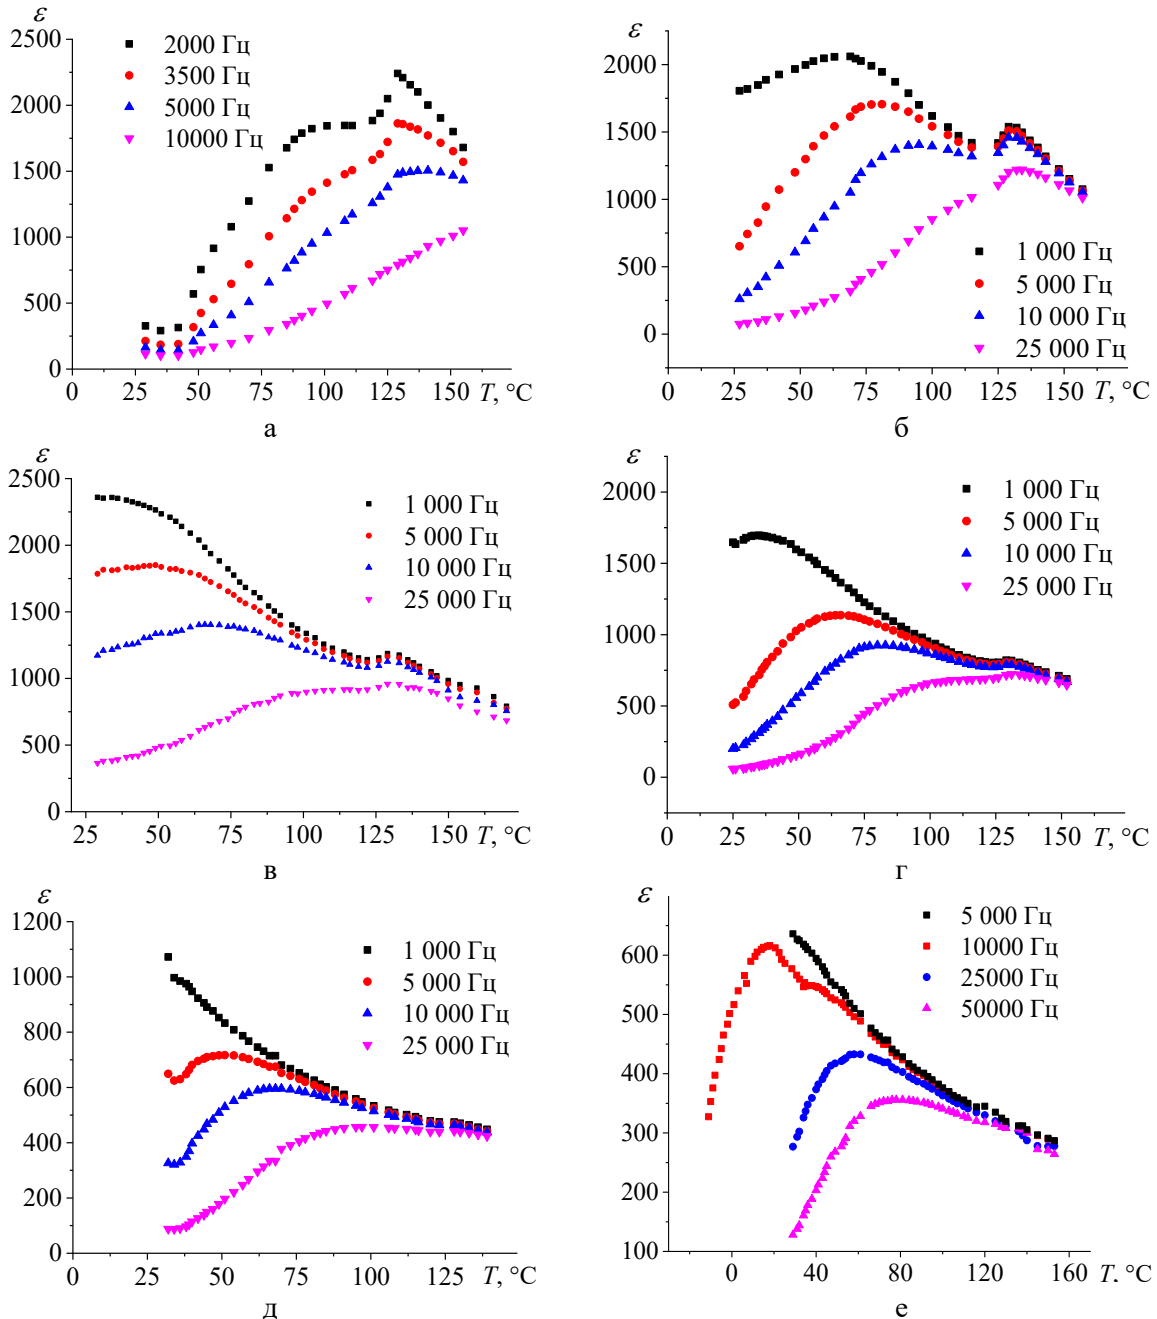 ε
2500
2000
1500
1000
500
0
0 25 50 75 100 125 150 T, °C
2000 Гц
3500 Гц
5000 Гц
10000 Гц
а
ε
2000
1500
1000
500
0
0 25 50 75 100 125 150 T, °C
1 000 Гц
5 000 Гц
10 000 Гц
25 000 Гц
б
ε
2500
2000
1500
1000
500
0
25 50 75 100 125 150 T, °C
1 000 Гц
5 000 Гц
10 000 Гц
25 000 Гц
в
ε
2000
1500
1000
500
0
0 25 50 75 100 125 150 T, °C
1 000 Гц
5 000 Гц
10 000 Гц
25 000 Гц
г
ε
1200
1000
800
600
400
200
0
0 25 50 75 100 125 T, °C
1 000 Гц
5 000 Гц
10 000 Гц
25 000 Гц
д
ε
600
500
400
300
200
100
0 40 80 120 160 T, °C
5 000 Гц
10000 Гц
25000 Гц
50000 Гц
е